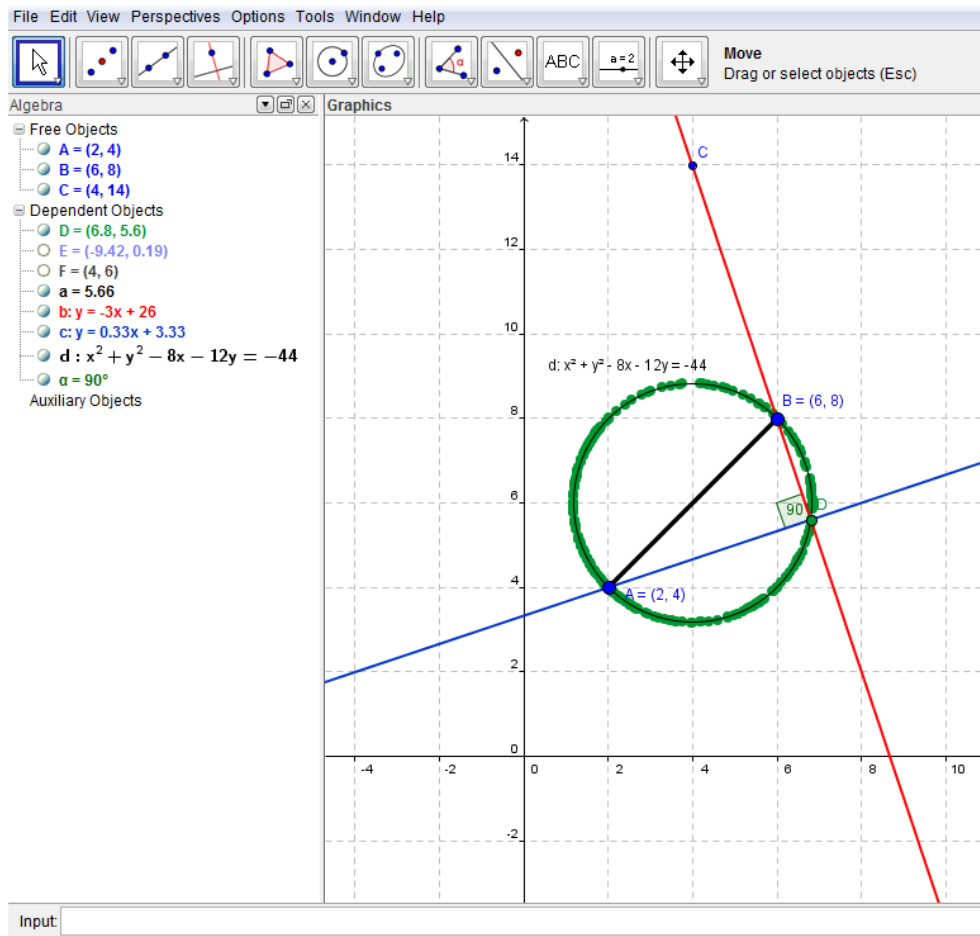 File Edit View Perspectives Options Tools Window Help
ABC
a=2
α
Move
Drag or select objects (Esc)
Algebra
Free Objects
A = (2, 4)
B = (6, 8)
C = (4, 14)
Dependent Objects
D = (6.8, 5.6)
E = (-9.42, 0.19)
F = (4, 6)
a = 5.66
b: y = -3x + 26
c: y = 0.33x + 3.33
d : x² + y² − 8x − 12y = −44
α = 90°
Auxiliary Objects
Graphics
14
C
12
10
d: x² + y² - 8x - 12y = -44
8
B = (6, 8)
6
90
D
4
A = (2, 4)
2
0
-4 -2 0 2 4 6 8 10
-2
Input: